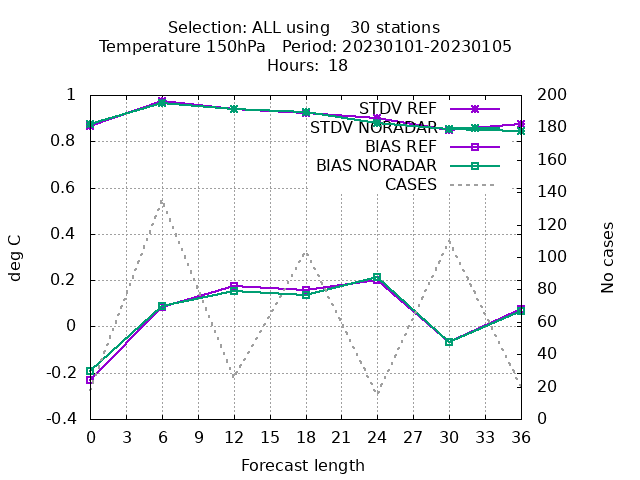 Selection: ALL using    30 stations
Temperature 150hPa   Period: 20230101-20230105
Hours:  18
1
0.8
0.6
0.4
0.2
0
-0.2
-0.4
deg C
200
180
160
140
120
100
80
60
40
20
0
No cases
STDV REF
STDV NORADAR
BIAS REF
BIAS NORADAR
CASES
0 3 6 9 12 15 18 21 24 27 30 33 36
Forecast length